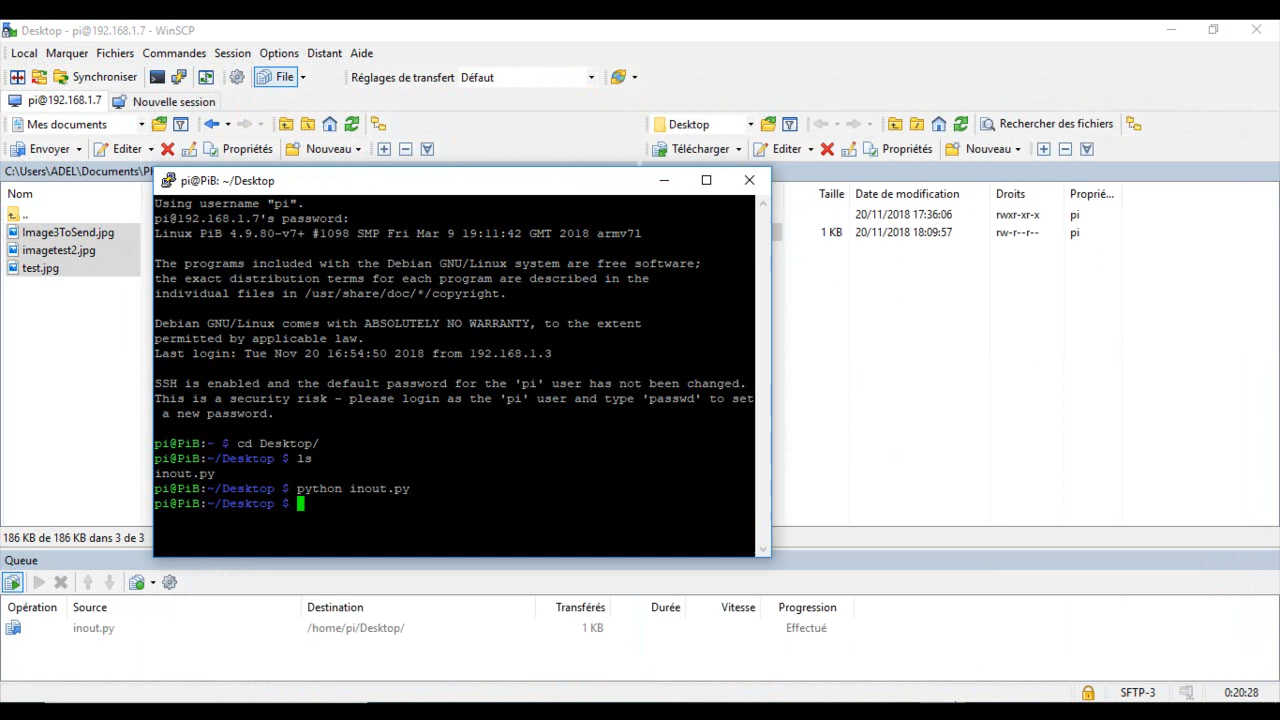 Desktop - pi@192.168.1.7 - WinSCP
Local Marquer Fichiers Commandes Session Options Distant Aide
Synchroniser File Réglages de transfert Défaut
pi@192.168.1.7 Nouvelle session
Mes documents Desktop Rechercher des fichiers
Envoyer Editer Propriétés Nouveau Télécharger Editer Propriétés Nouveau
C:\Users\ADEL\Documents\
Nom
..
Image3ToSend.jpg
imagetest2.jpg
test.jpg
Taille Date de modification Droits Proprié...
20/11/2018 17:36:06 rwxr-xr-x pi
1 KB 20/11/2018 18:09:57 rw-r--r-- pi
pi@PiB: ~/Desktop
Using username "pi".
pi@192.168.1.7's password:
Linux PiB 4.9.80-v7+ #1098 SMP Fri Mar 9 19:11:42 GMT 2018 armv7l
The programs included with the Debian GNU/Linux system are free software;
the exact distribution terms for each program are described in the
individual files in /usr/share/doc/*/copyright.
Debian GNU/Linux comes with ABSOLUTELY NO WARRANTY, to the extent
permitted by applicable law.
Last login: Tue Nov 20 16:54:50 2018 from 192.168.1.3
SSH is enabled and the default password for the 'pi' user has not been changed.
This is a security risk - please login as the 'pi' user and type 'passwd' to set
a new password.
pi@PiB:~ $ cd Desktop/
pi@PiB:~/Desktop $ ls
inout.py
pi@PiB:~/Desktop $ python inout.py
pi@PiB:~/Desktop $
186 KB de 186 KB dans 3 de 3
Queue
Opération Source Destination Transférés Durée Vitesse Progression
inout.py /home/pi/Desktop/ 1 KB Effectué
SFTP-3 0:20:28